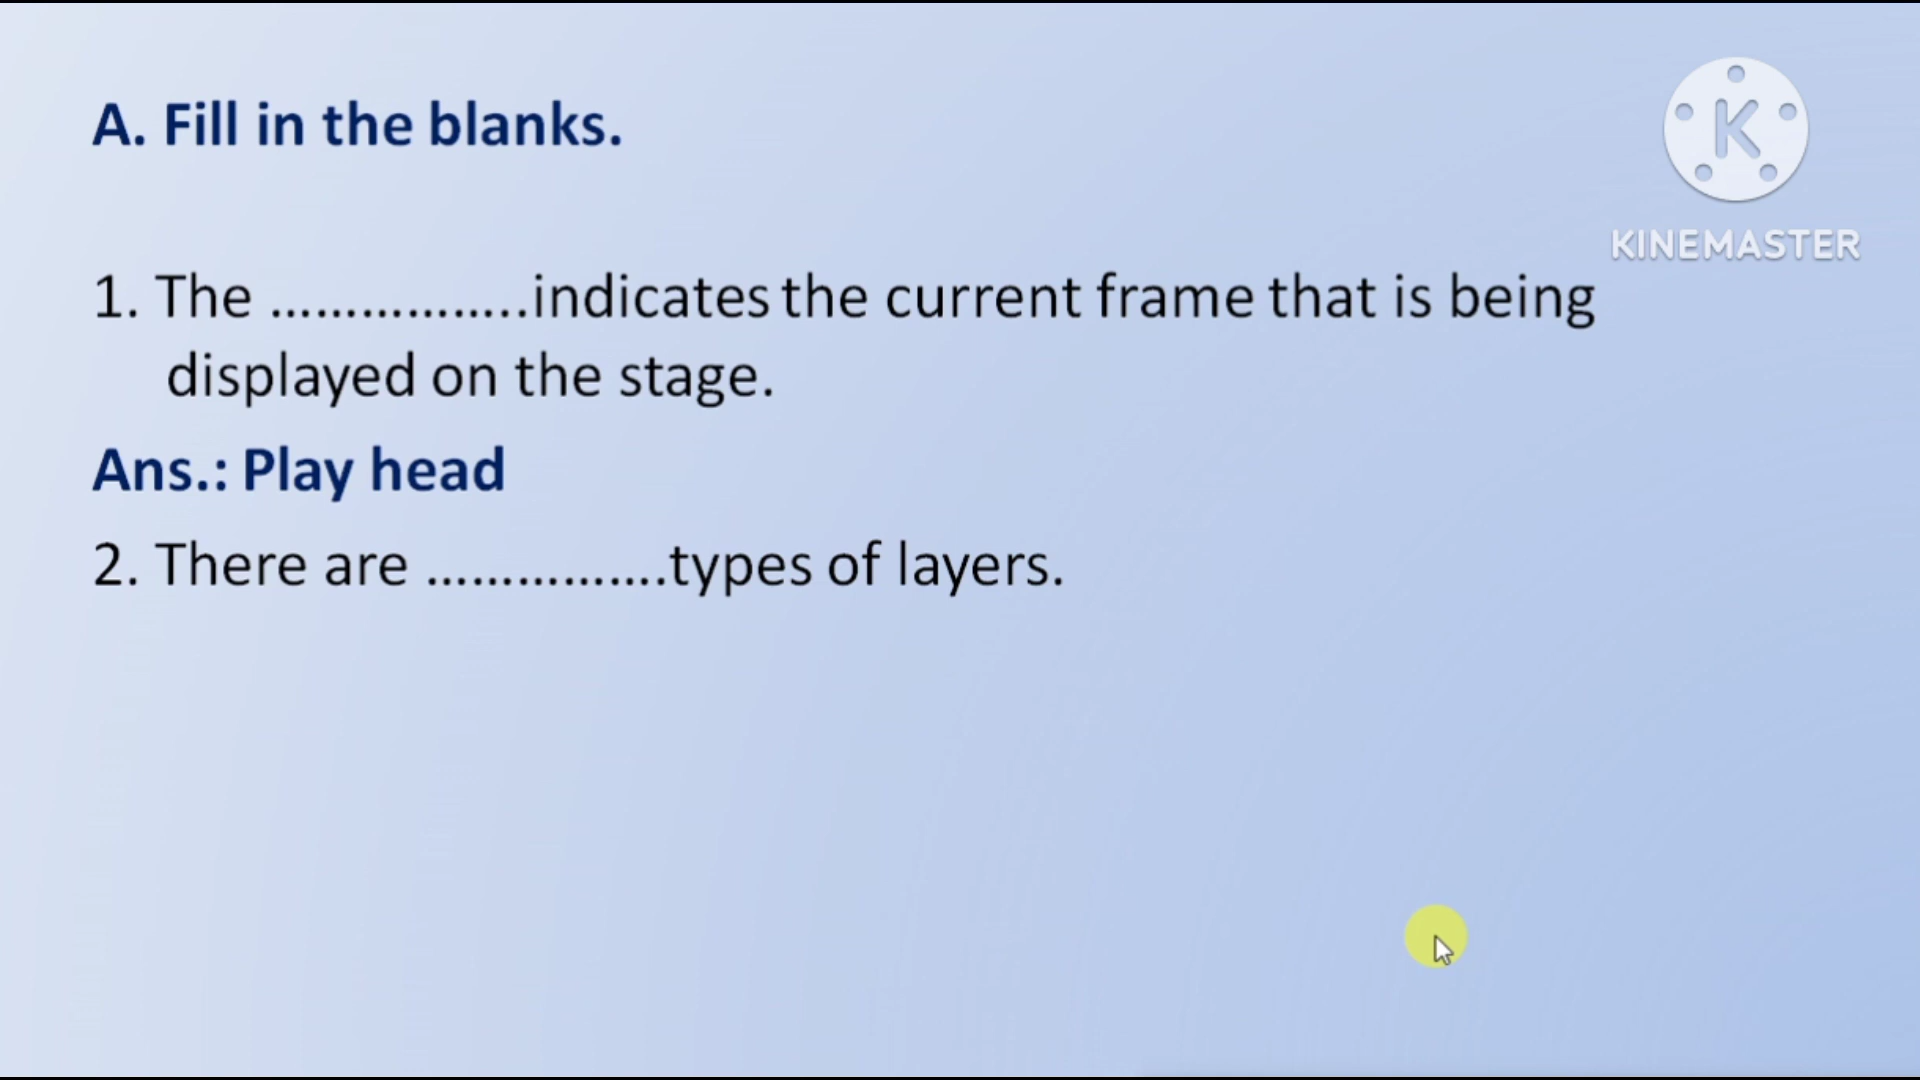 A. Fill in the blanks.
K
KINEMASTER
1. The ……………..indicates the current frame that is being
displayed on the stage.
Ans.: Play head
2. There are …………….types of layers.